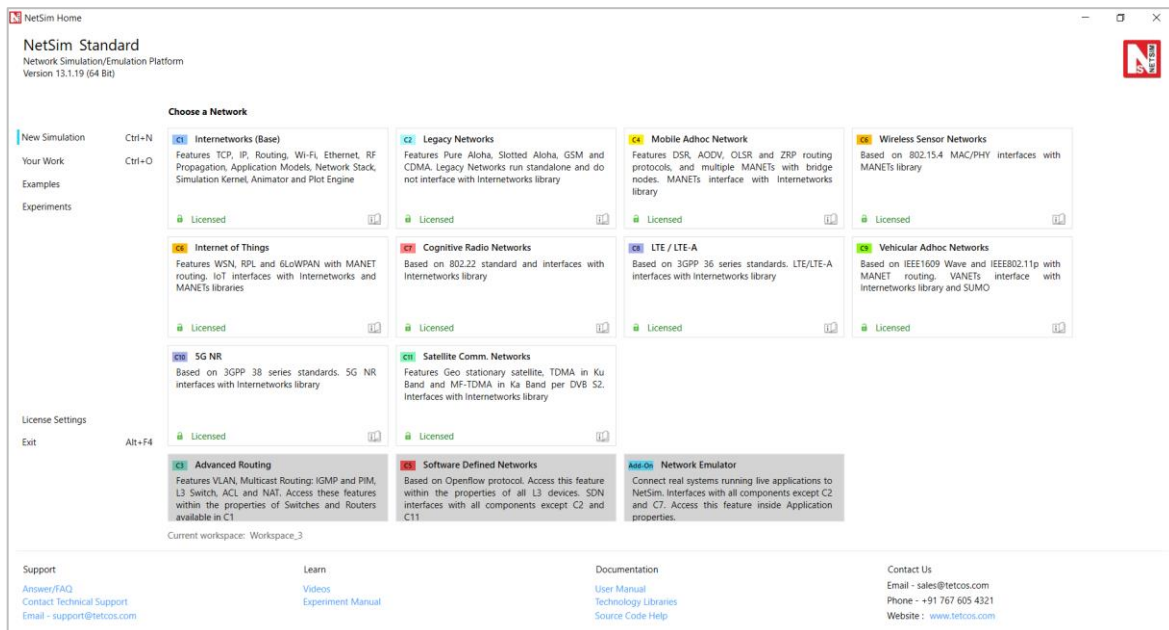 NetSim Home
NetSim Standard
Network Simulation/Emulation Platform
Version 13.1.19 (64 Bit)
NETSIM
Choose a Network
New Simulation Ctrl+N
Your Work Ctrl+O
Examples
Experiments
License Settings
Exit Alt+F4
C1 Internetworks (Base)
Features TCP, IP, Routing, Wi-Fi, Ethernet, RF
Propagation, Application Models, Network Stack,
Simulation Kernel, Animator and Plot Engine
Licensed
C2 Legacy Networks
Features Pure Aloha, Slotted Aloha, GSM and
CDMA. Legacy Networks run standalone and do
not interface with Internetworks library
Licensed
C4 Mobile Adhoc Network
Features DSR, AODV, OLSR and ZRP routing
protocols, and multiple MANETs with bridge
nodes. MANETs interface with Internetworks
library
Licensed
C6 Wireless Sensor Networks
Based on 802.15.4 MAC/PHY interfaces with
MANETs library
Licensed
C6 Internet of Things
Features WSN, RPL and 6LoWPAN with MANET
routing. IoT interfaces with Internetworks and
MANETs libraries
Licensed
C7 Cognitive Radio Networks
Based on 802.22 standard and interfaces with
Internetworks library
Licensed
C8 LTE / LTE-A
Based on 3GPP 36 series standards. LTE/LTE-A
interfaces with Internetworks library
Licensed
C9 Vehicular Adhoc Networks
Based on IEEE1609 Wave and IEEE802.11p with
MANET routing. VANETs interface with
Internetworks library and SUMO
Licensed
C10 5G NR
Based on 3GPP 38 series standards. 5G NR
interfaces with Internetworks library
Licensed
C11 Satellite Comm. Networks
Features Geo stationary satellite, TDMA in Ku
Band and MF-TDMA in Ka Band per DVB S2.
Interfaces with Internetworks library
Licensed
C3 Advanced Routing
Features VLAN, Multicast Routing: IGMP and PIM,
L3 Switch, ACL and NAT. Access these features
within the properties of Switches and Routers
available in C1
C5 Software Defined Networks
Based on Openflow protocol. Access this feature
within the properties of all L3 devices. SDN
interfaces with all components except C2 and
C11
Add-On Network Emulator
Connect real systems running live applications to
NetSim. Interfaces with all components except C2
and C7. Access this feature inside Application
properties.
Current workspace: Workspace_3
Support
Answer/FAQ
Contact Technical Support
Email - support@tetcos.com
Learn
Videos
Experiment Manual
Documentation
User Manual
Technology Libraries
Source Code Help
Contact Us
Email - sales@tetcos.com
Phone - +91 767 605 4321
Website : www.tetcos.com